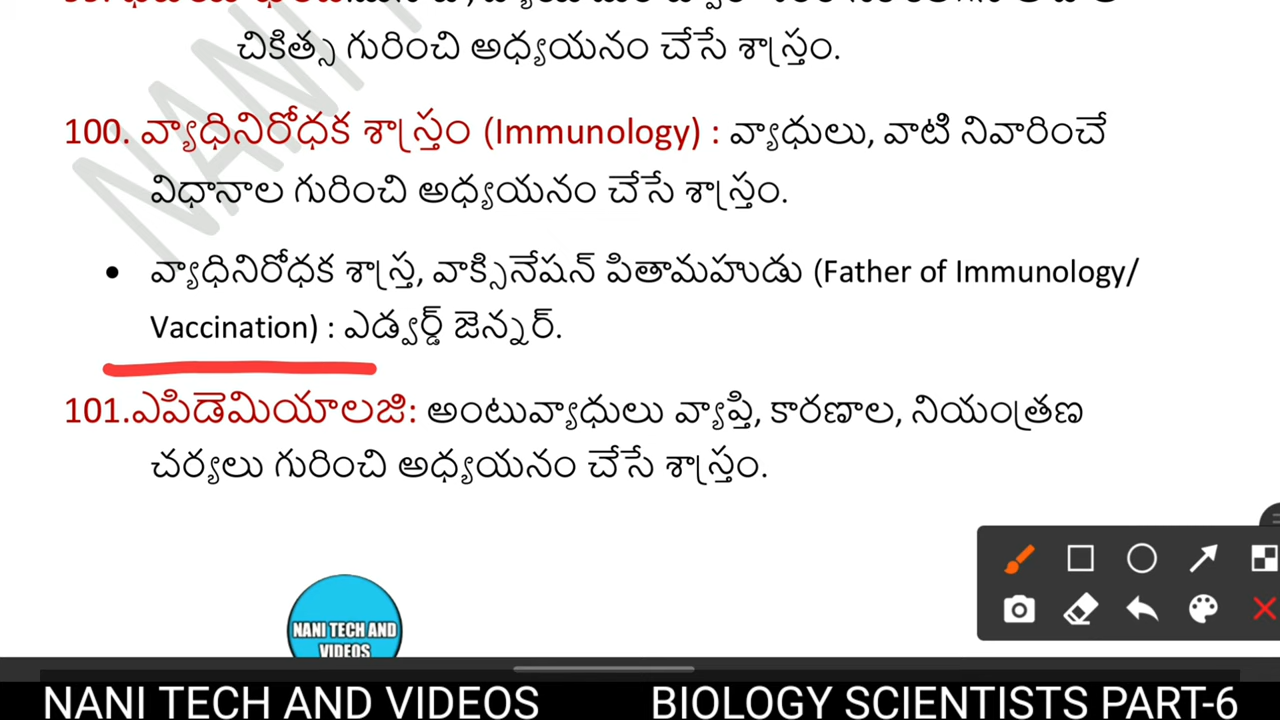 చికిత్స గురించి అధ్యయనం చేసే శాస్త్రం.
100. వ్యాధినిరోధక శాస్త్రం (Immunology) : వ్యాధులు, వాటి నివారించే
విధానాల గురించి అధ్యయనం చేసే శాస్త్రం.
• వ్యాధినిరోధక శాస్త్ర, వాక్సినేషన్ పితామహుడు (Father of Immunology/
Vaccination) : ఎడ్వర్డ్ జెన్నర్.
101.ఎపిడెమియాలజి: అంటువ్యాధులు వ్యాప్తి, కారణాల, నియంత్రణ
చర్యలు గురించి అధ్యయనం చేసే శాస్త్రం.
NANI TECH AND
VIDEOS
NANI TECH AND VIDEOS BIOLOGY SCIENTISTS PART-6
NANI